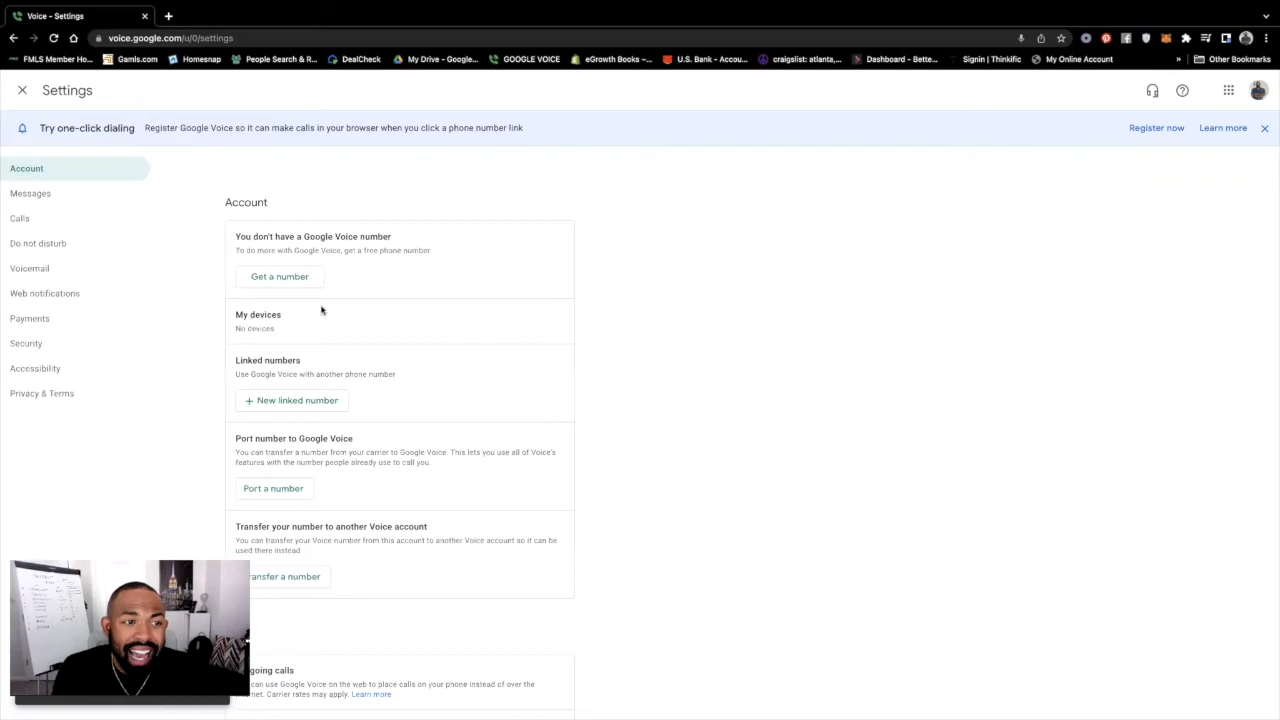 Voice - Settings
voice.google.com/u/0/settings
FMLS Member Ho... Gamls.com Homesnap People Search & R... DealCheck My Drive - Google... GOOGLE VOICE eGrowth Books –... U.S. Bank - Accou... craigslist: atlanta,... Dashboard - Bette... Signin | Thinkific My Online Account » Other Bookmarks
Settings
Try one-click dialing Register Google Voice so it can make calls in your browser when you click a phone number link Register now Learn more
Account
Messages
Calls
Do not disturb
Voicemail
Web notifications
Payments
Security
Accessibility
Privacy & Terms
Account
You don't have a Google Voice number
To do more with Google Voice, get a free phone number
Get a number
My devices
No devices
Linked numbers
Use Google Voice with another phone number
+ New linked number
Port number to Google Voice
You can transfer a number from your carrier to Google Voice. This lets you use all of Voice's
features with the number people already use to call you.
Port a number
Transfer your number to another Voice account
You can transfer your Voice number from this account to another Voice account so it can be
used there instead
ansfer a number
going calls
can use Google Voice on the web to place calls on your phone instead of over the
ernet. Carrier rates may apply. Learn more